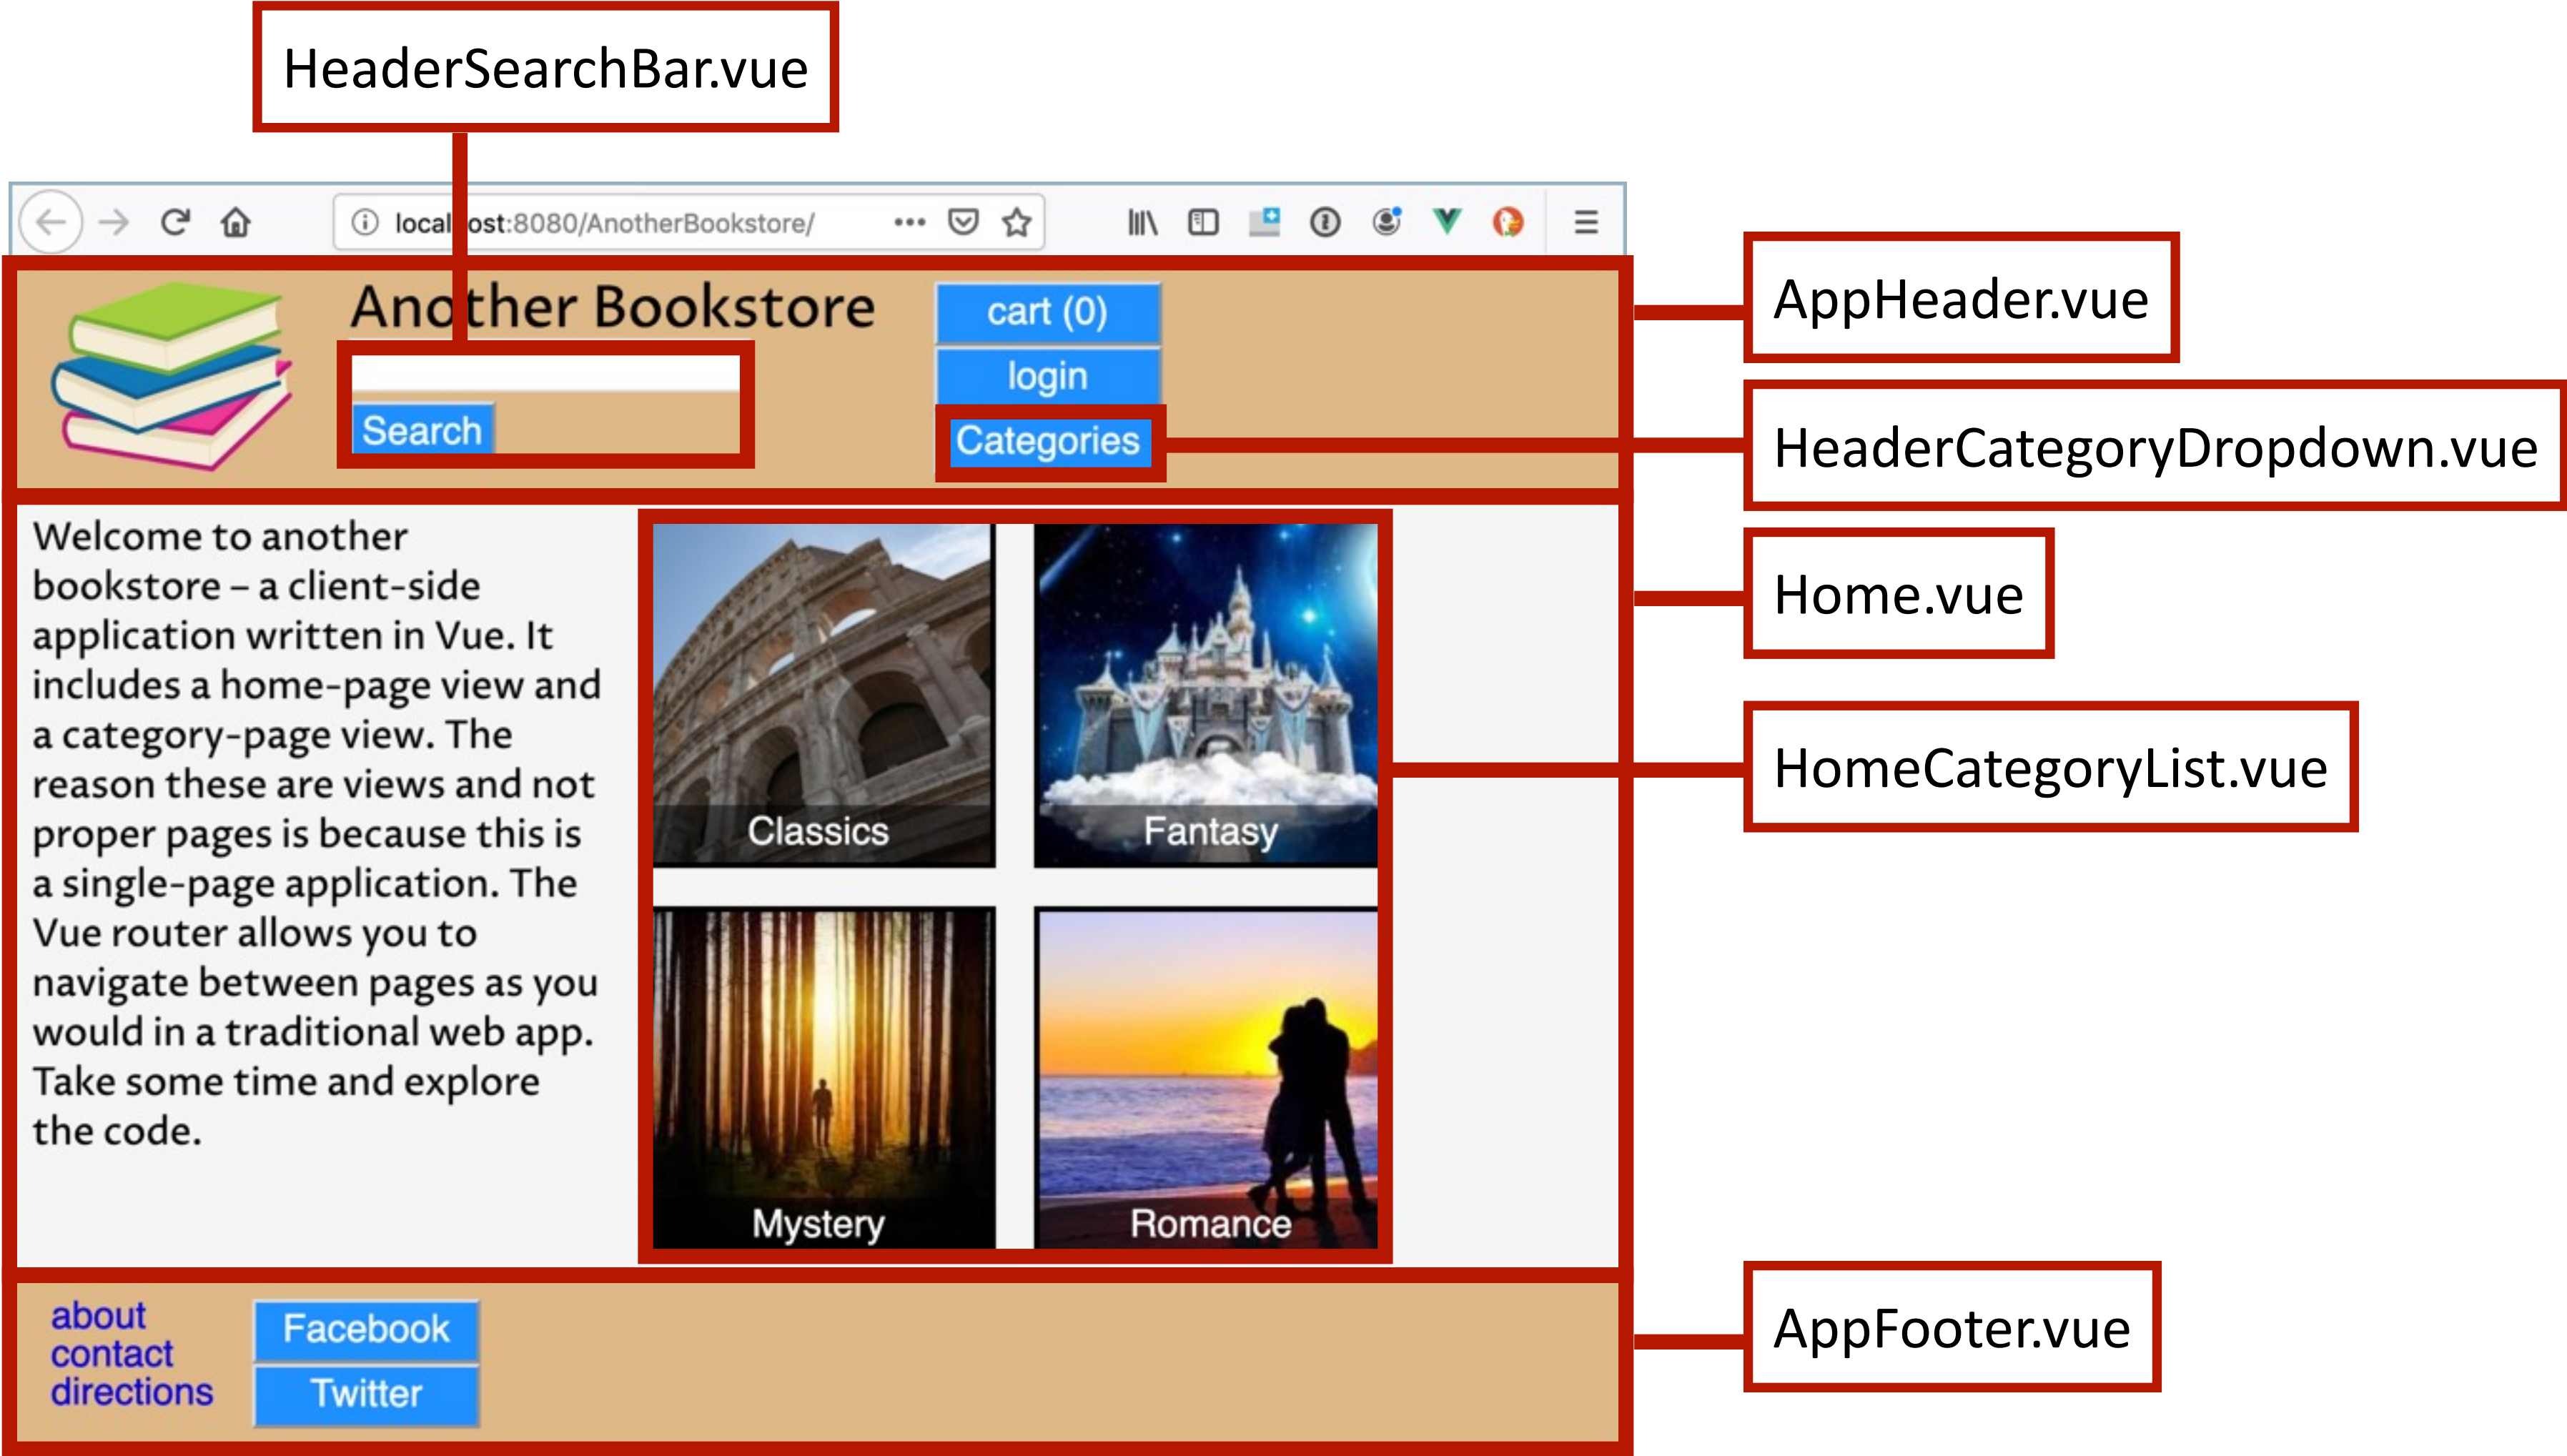 HeaderSearchBar.vue
localhost:8080/AnotherBookstore/
Another Bookstore
cart (0)
login
Search
Categories
AppHeader.vue
HeaderCategoryDropdown.vue
Home.vue
HomeCategoryList.vue
Welcome to another
bookstore – a client-side
application written in Vue. It
includes a home-page view and
a category-page view. The
reason these are views and not
proper pages is because this is
a single-page application. The
Vue router allows you to
navigate between pages as you
would in a traditional web app.
Take some time and explore
the code.
Classics
Fantasy
Mystery
Romance
about
contact
directions
Facebook
Twitter
AppFooter.vue